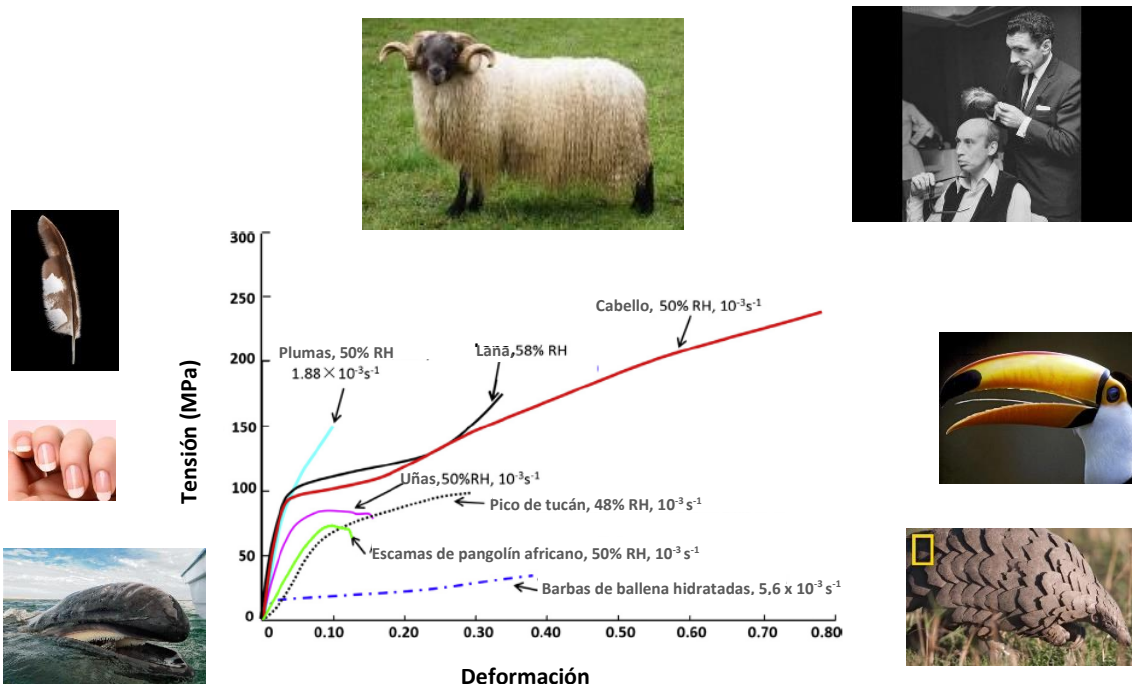 300
250
200
150
100
50
0
Tensión (MPa)
Plumas, 50% RH
1.88×10⁻³s⁻¹
Lana,58% RH
Cabello, 50% RH, 10⁻³s⁻¹
Uñas,50%RH, 10⁻³s⁻¹
Pico de tucán, 48% RH, 10⁻³ s⁻¹
Escamas de pangolín africano, 50% RH, 10⁻³ s⁻¹
Barbas de ballena hidratadas, 5,6 x 10⁻³ s⁻¹
0 0.10 0.20 0.30 0.40 0.50 0.60 0.70 0.80
Deformación